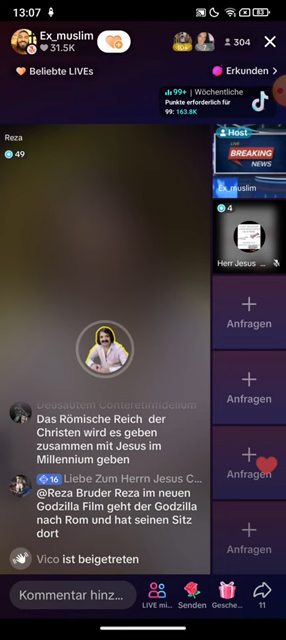 13:07
83
Ex_muslim
31.5K
304
Beliebte LIVEs
Erkunden >
99+ | Wöchentliche
Punkte erforderlich für
99: 163.8K
Reza
49
Host
LIVE
BREAKING
NEWS
Ex_muslim
4
Herr Jesus ...
Anfragen
Anfragen
Anfragen
Anfragen
Deusautem Conteretinfidelium
Das Römische Reich der
Christen wird es geben
zusammen mit Jesus im
Millennium geben
16 Liebe Zum Herrn Jesus C...
@Reza Bruder Reza im neuen
Godzilla Film geht der Godzilla
nach Rom und hat seinen Sitz
dort
Vico ist beigetreten
Kommentar hinz...
LIVE mi...
Senden
Gesche...
11